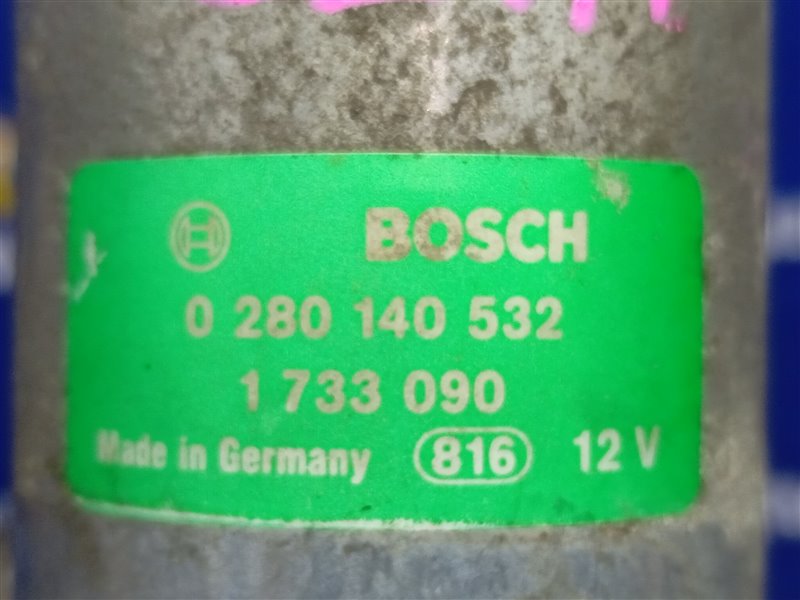 BOSCH
0 280 140 532
1 733 090
Made in Germany 816 12 V